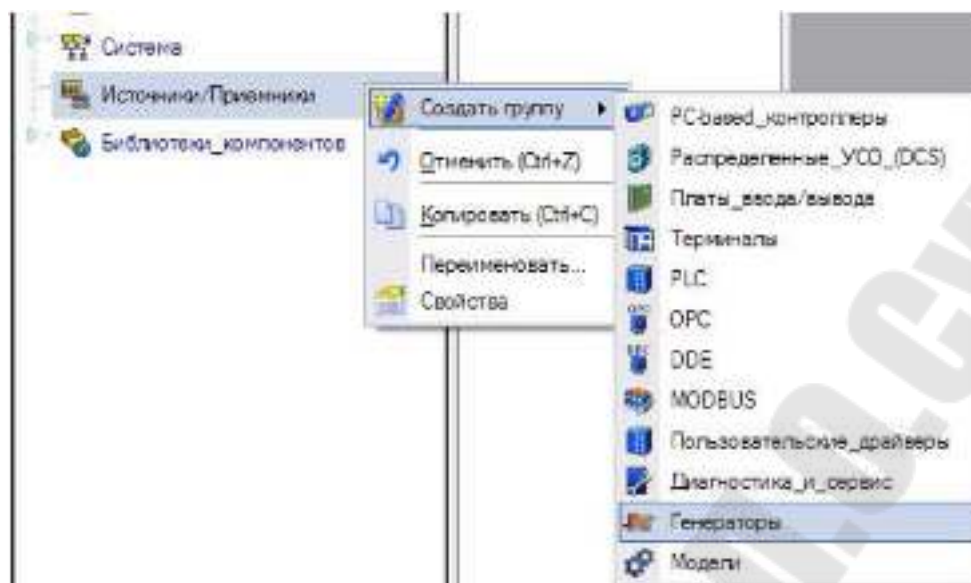 Система
Источники/Приемники
Библиотеки_компонентов
Создать группу
Отменить (Ctrl+Z)
Копировать (Ctrl+C)
Переименовать...
Свойства
PC-based_контроллеры
Распределенные_УСО_(DCS)
Платы_ввода/вывода
Терминалы
PLC
OPC
DDE
MODBUS
Пользовательские_драйверы
Диагностика_и_сервис
Генераторы
Модели